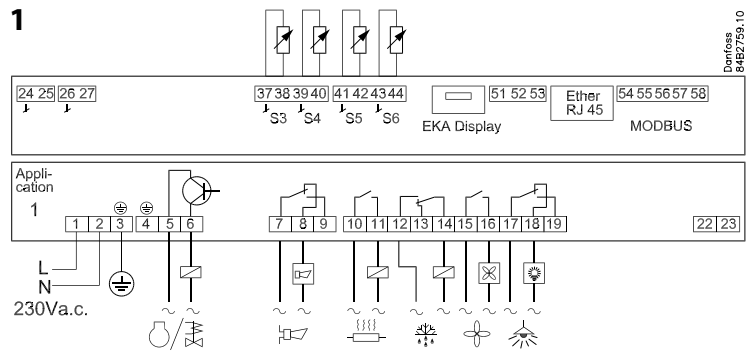 1
Danfoss
84B2759.10
24 25 26 27 37 38 39 40 41 42 43 44 51 52 53 Ether RJ 45 54 55 56 57 58
S3 S4 S5 S6 EKA Display MODBUS
Appli-
cation
1
1 2 3 4 5 6 7 8 9 10 11 12 13 14 15 16 17 18 19 22 23
L
N
230Va.c.